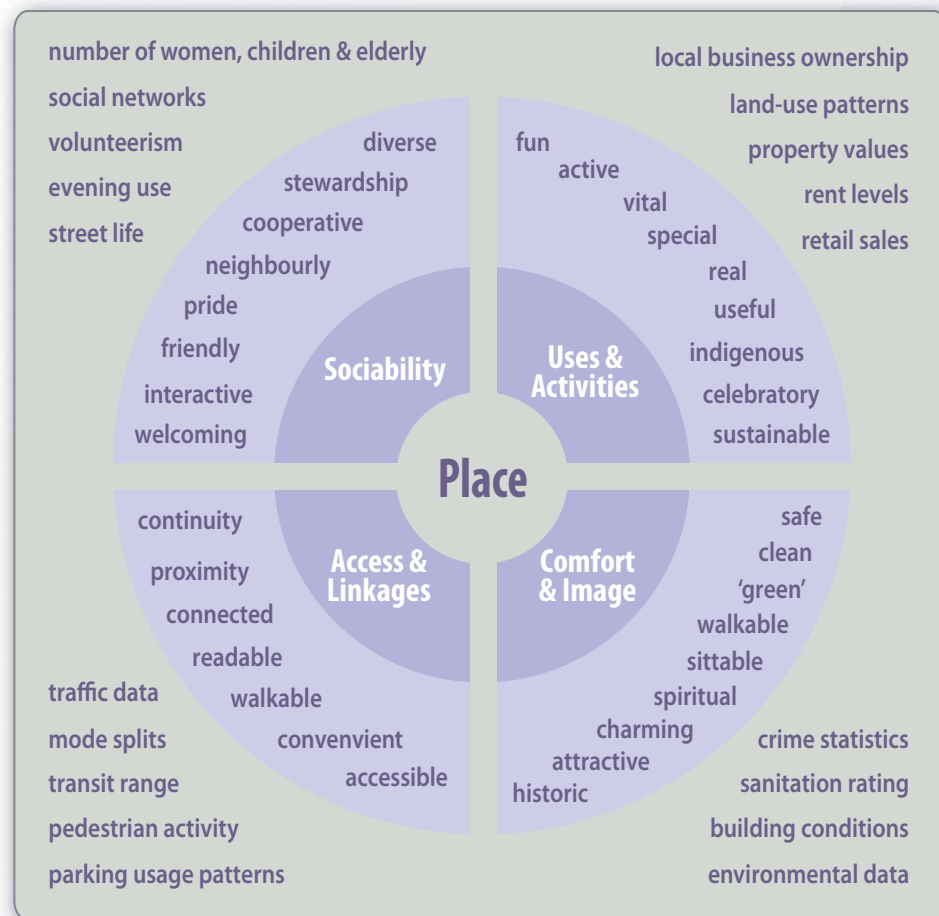 number of women, children & elderly
social networks
volunteerism
evening use
street life
diverse
stewardship
cooperative
neighbourly
pride
friendly
interactive
welcoming
Sociability
local business ownership
land-use patterns
property values
rent levels
retail sales
fun
active
vital
special
real
useful
indigenous
celebratory
sustainable
Uses &
Activities
Place
continuity
proximity
connected
readable
walkable
convenvient
accessible
Access &
Linkages
traffic data
mode splits
transit range
pedestrian activity
parking usage patterns
Comfort
& Image
safe
clean
'green'
walkable
sittable
spiritual
charming
attractive
historic
crime statistics
sanitation rating
building conditions
environmental data